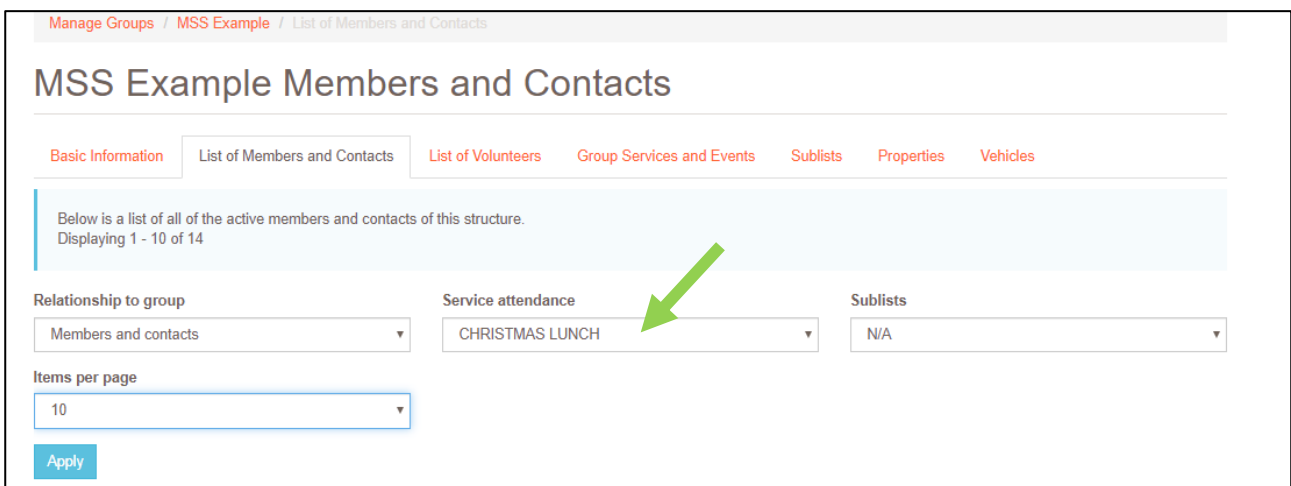 Manage Groups / MSS Example / List of Members and Contacts
MSS Example Members and Contacts
Basic Information List of Members and Contacts List of Volunteers Group Services and Events Sublists Properties Vehicles
Below is a list of all of the active members and contacts of this structure.
Displaying 1 - 10 of 14
Relationship to group Service attendance Sublists
Members and contacts CHRISTMAS LUNCH N/A
Items per page
10
Apply